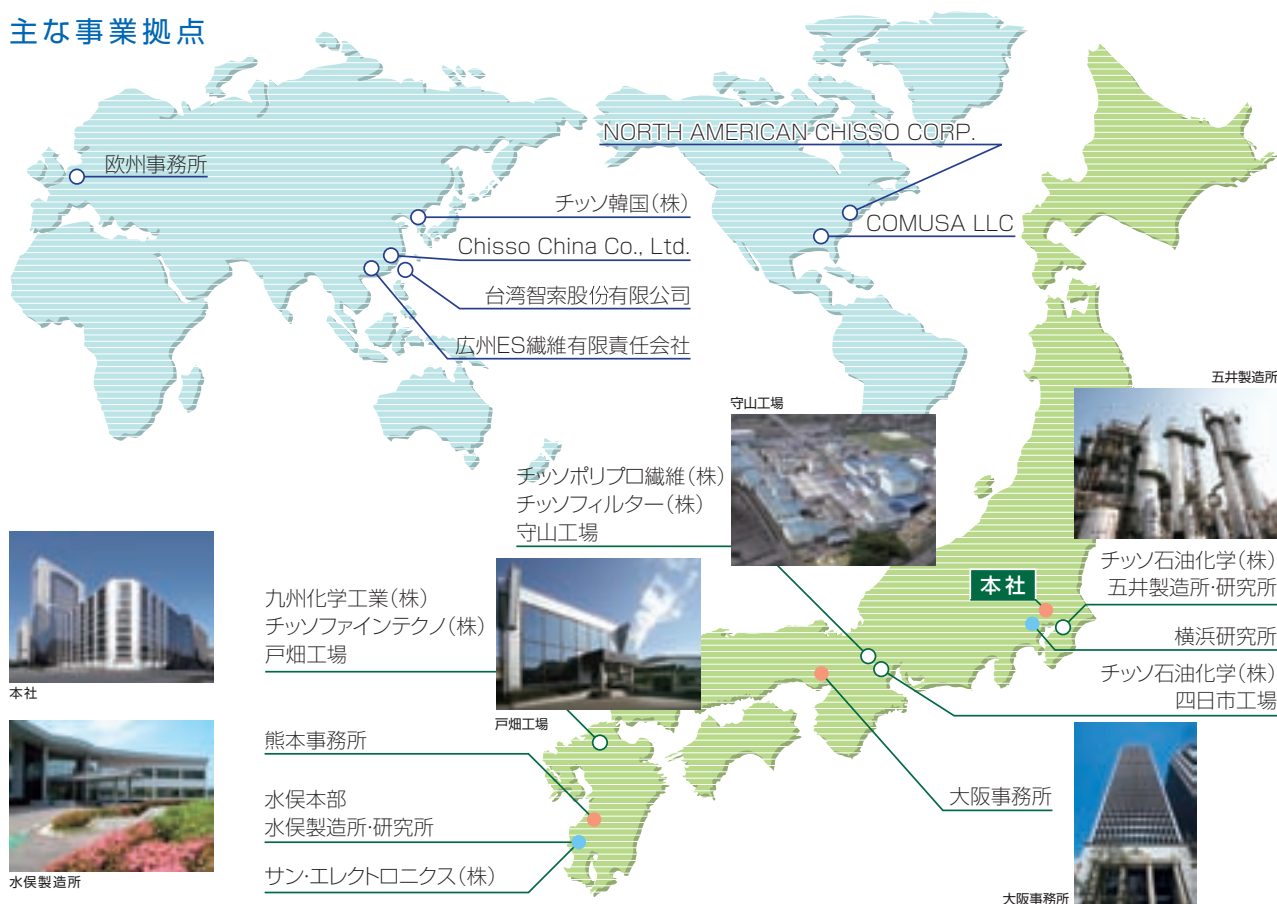 主な事業拠点
欧州事務所
NORTH AMERICAN CHISSO CORP.
チッソ韓国(株)
COMUSA LLC
Chisso China Co., Ltd.
台湾智索股份有限公司
広州ES繊維有限責任会社
五井製造所
守山工場
チッソポリプロ繊維(株)
チッソフィルター(株)
守山工場
チッソ石油化学(株)
五井製造所・研究所
本社
九州化学工業(株)
チッソファインテクノ(株)
戸畑工場
横浜研究所
チッソ石油化学(株)
四日市工場
本社
戸畑工場
熊本事務所
大阪事務所
水俣本部
水俣製造所・研究所
サン・エレクトロニクス(株)
水俣製造所
大阪事務所